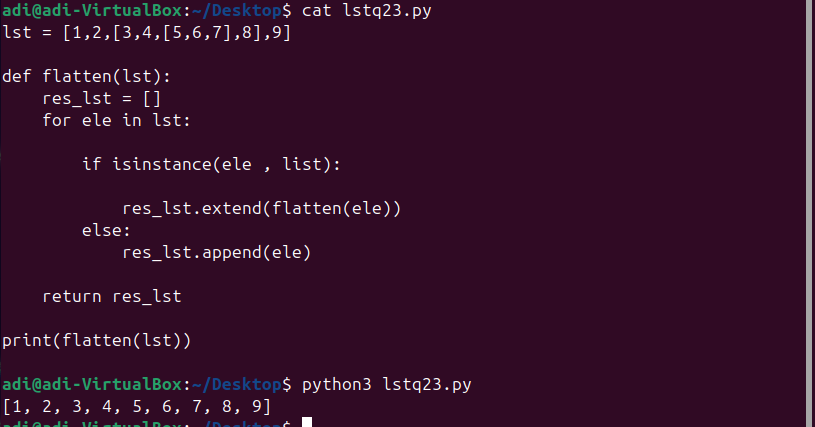 adi@adi-VirtualBox:~/Desktop$ cat lstq23.py
lst = [1,2,[3,4,[5,6,7],8],9]
def flatten(lst):
    res_lst = []
    for ele in lst:
        if isinstance(ele , list):
            res_lst.extend(flatten(ele))
        else:
            res_lst.append(ele)
    return res_lst
print(flatten(lst))
adi@adi-VirtualBox:~/Desktop$ python3 lstq23.py
[1, 2, 3, 4, 5, 6, 7, 8, 9]
adi@adi-VirtualBox:~/Desktop$